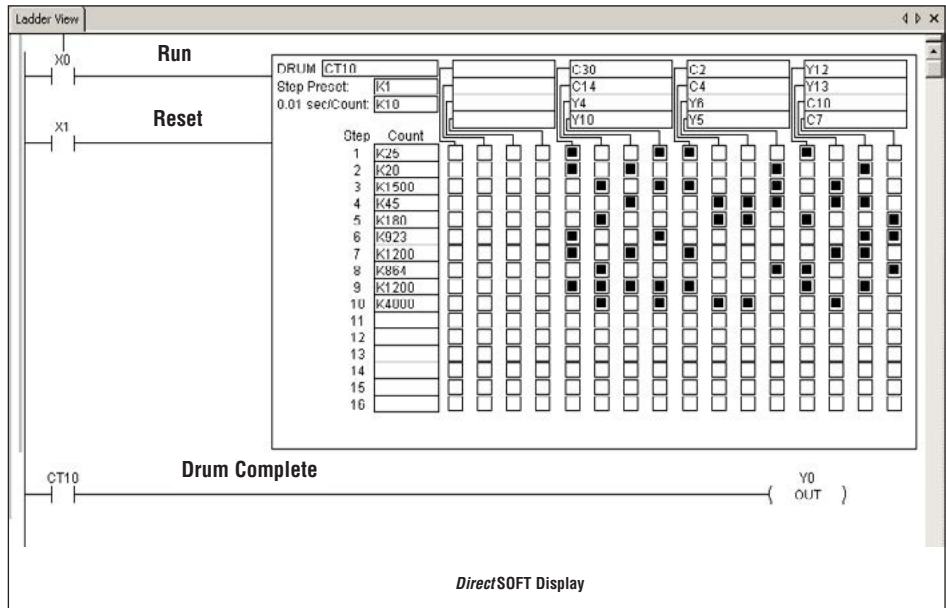 Ladder View
X0
Run
X1
Reset
DRUM CT10
Step Preset: K1
0.01 sec/Count: K10
C30
C14
Y4
Y10
C2
C4
Y6
Y5
Y12
Y13
C10
C7
Step Count
1 K25
2 K20
3 K1500
4 K45
5 K180
6 K923
7 K1200
8 K864
9 K1200
10 K4000
11
12
13
14
15
16
CT10
Drum Complete
Y0
( OUT )
DirectSOFT Display